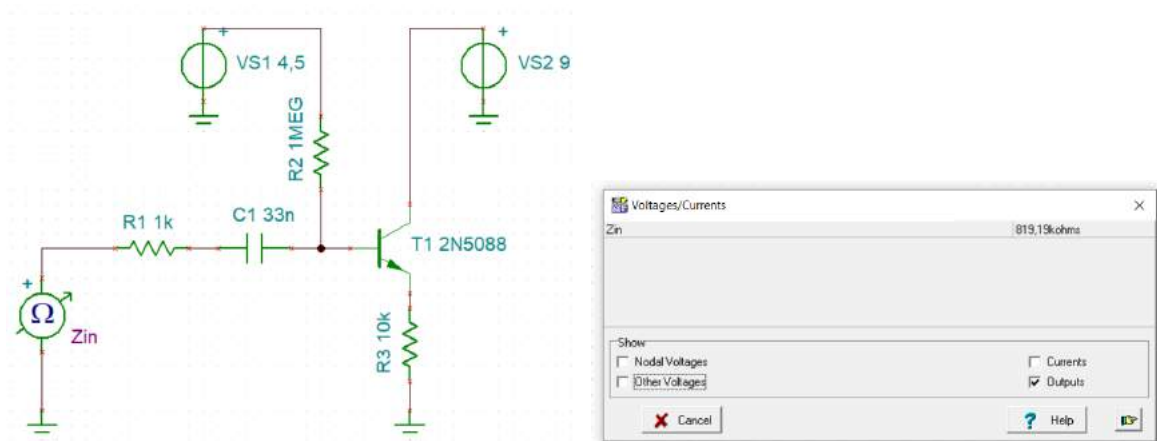 +
VS1 4,5
+
VS2 9
R2 1MEG
R1 1k
C1 33n
T1 2N5088
+
Ω
Zin
R3 10k
Voltages/Currents
Zin 819,19kohms
Show
Nodal Voltages
Currents
Other Voltages
Outputs
Cancel
? Help